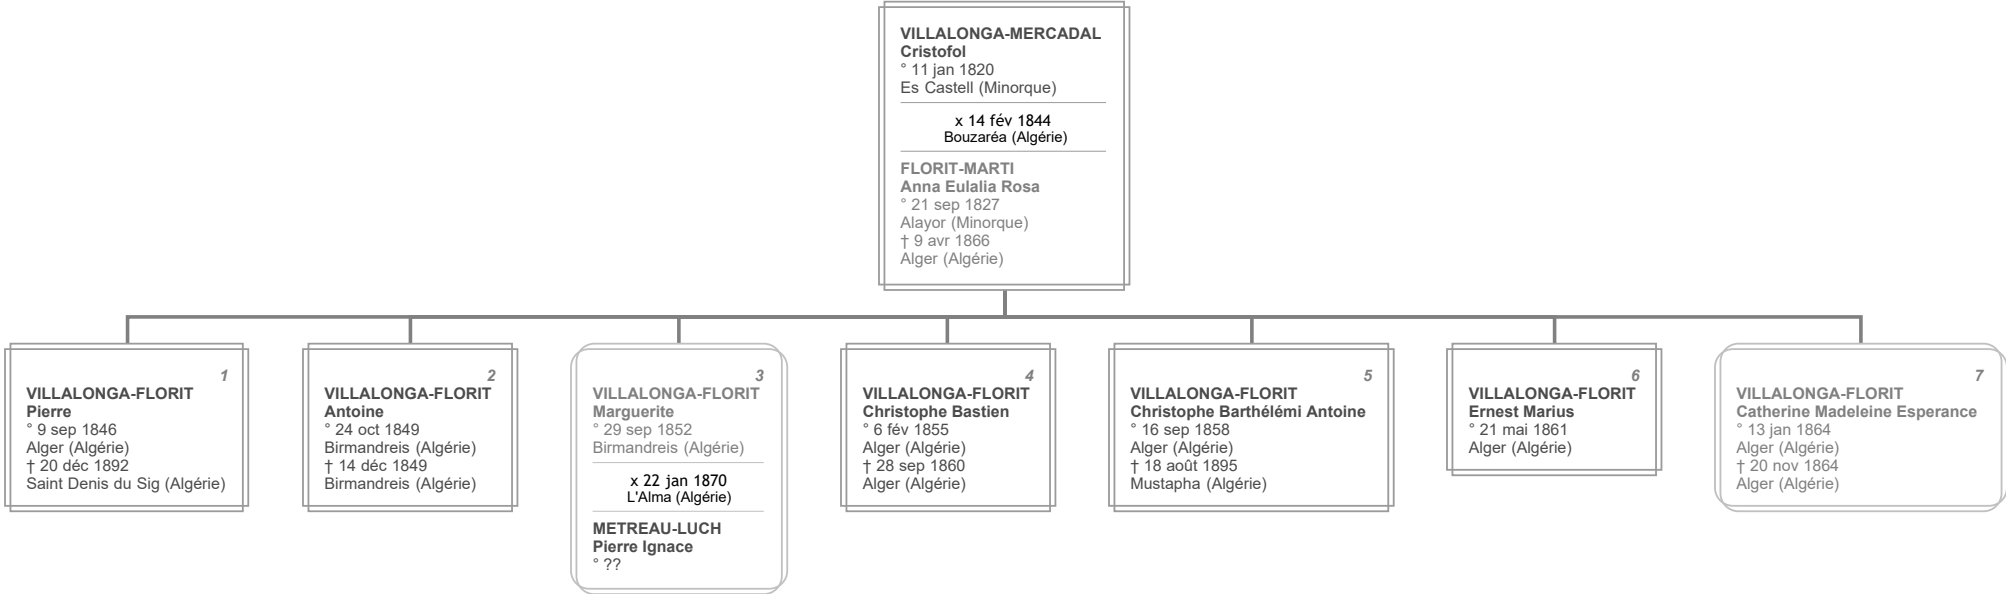 VILLALONGA-MERCADAL
Cristofol
° 11 jan 1820
Es Castell (Minorque)
x 14 fév 1844
Bouzaréa (Algérie)
FLORIT-MARTI
Anna Eulalia Rosa
° 21 sep 1827
Alayor (Minorque)
† 9 avr 1866
Alger (Algérie)
1
VILLALONGA-FLORIT
Pierre
° 9 sep 1846
Alger (Algérie)
† 20 déc 1892
Saint Denis du Sig (Algérie)
2
VILLALONGA-FLORIT
Antoine
° 24 oct 1849
Birmandreis (Algérie)
† 14 déc 1849
Birmandreis (Algérie)
3
VILLALONGA-FLORIT
Marguerite
° 29 sep 1852
Birmandreis (Algérie)
x 22 jan 1870
L'Alma (Algérie)
METREAU-LUCH
Pierre Ignace
° ??
4
VILLALONGA-FLORIT
Christophe Bastien
° 6 fév 1855
Alger (Algérie)
† 28 sep 1860
Alger (Algérie)
5
VILLALONGA-FLORIT
Christophe Barthélémi Antoine
° 16 sep 1858
Alger (Algérie)
† 18 août 1895
Mustapha (Algérie)
6
VILLALONGA-FLORIT
Ernest Marius
° 21 mai 1861
Alger (Algérie)
7
VILLALONGA-FLORIT
Catherine Madeleine Esperance
° 13 jan 1864
Alger (Algérie)
† 20 nov 1864
Alger (Algérie)